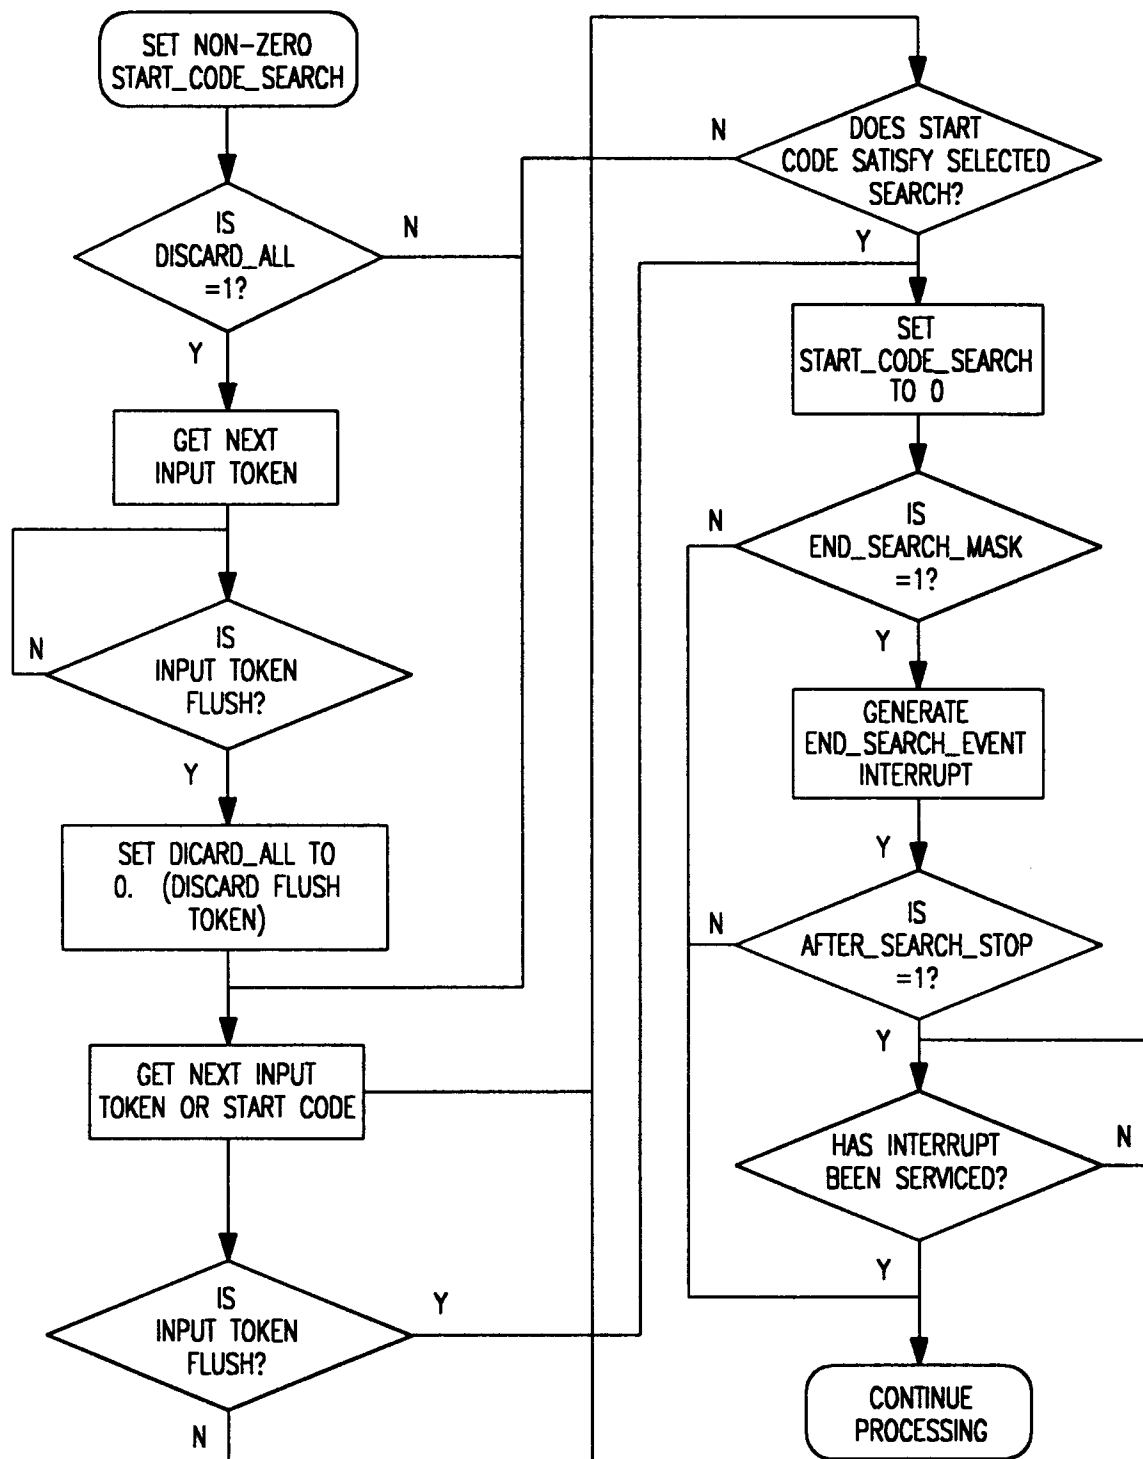 SET NON-ZERO
START_CODE_SEARCH
IS
DISCARD_ALL
=1?
N
Y
GET NEXT
INPUT TOKEN
IS
INPUT TOKEN
FLUSH?
N
Y
SET DICARD_ALL TO
0. (DISCARD FLUSH
TOKEN)
GET NEXT INPUT
TOKEN OR START CODE
IS
INPUT TOKEN
FLUSH?
Y
N
DOES START
CODE SATISFY SELECTED
SEARCH?
N
Y
SET
START_CODE_SEARCH
TO 0
IS
END_SEARCH_MASK
=1?
N
Y
GENERATE
END_SEARCH_EVENT
INTERRUPT
Y
IS
AFTER_SEARCH_STOP
=1?
N
Y
HAS INTERRUPT
BEEN SERVICED?
N
Y
CONTINUE
PROCESSING